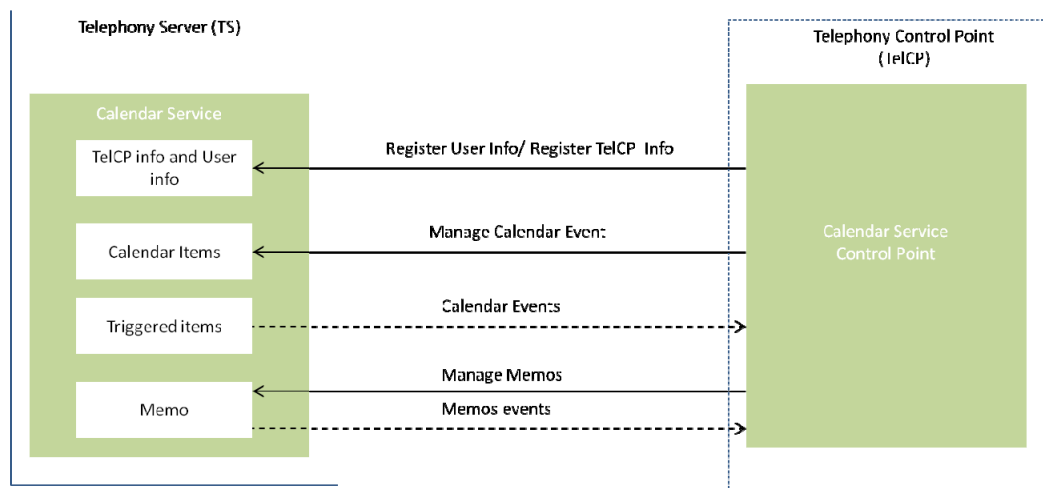 Telephony Server (TS)
Telephony Control Point
(TelCP)
Calendar Service
TelCP info and User
info
Register User Info/ Register TelCP Info
Calendar Items
Manage Calendar Event
Calendar Service
Control Point
Triggered items
Calendar Events
Manage Memos
Memo
Memos events